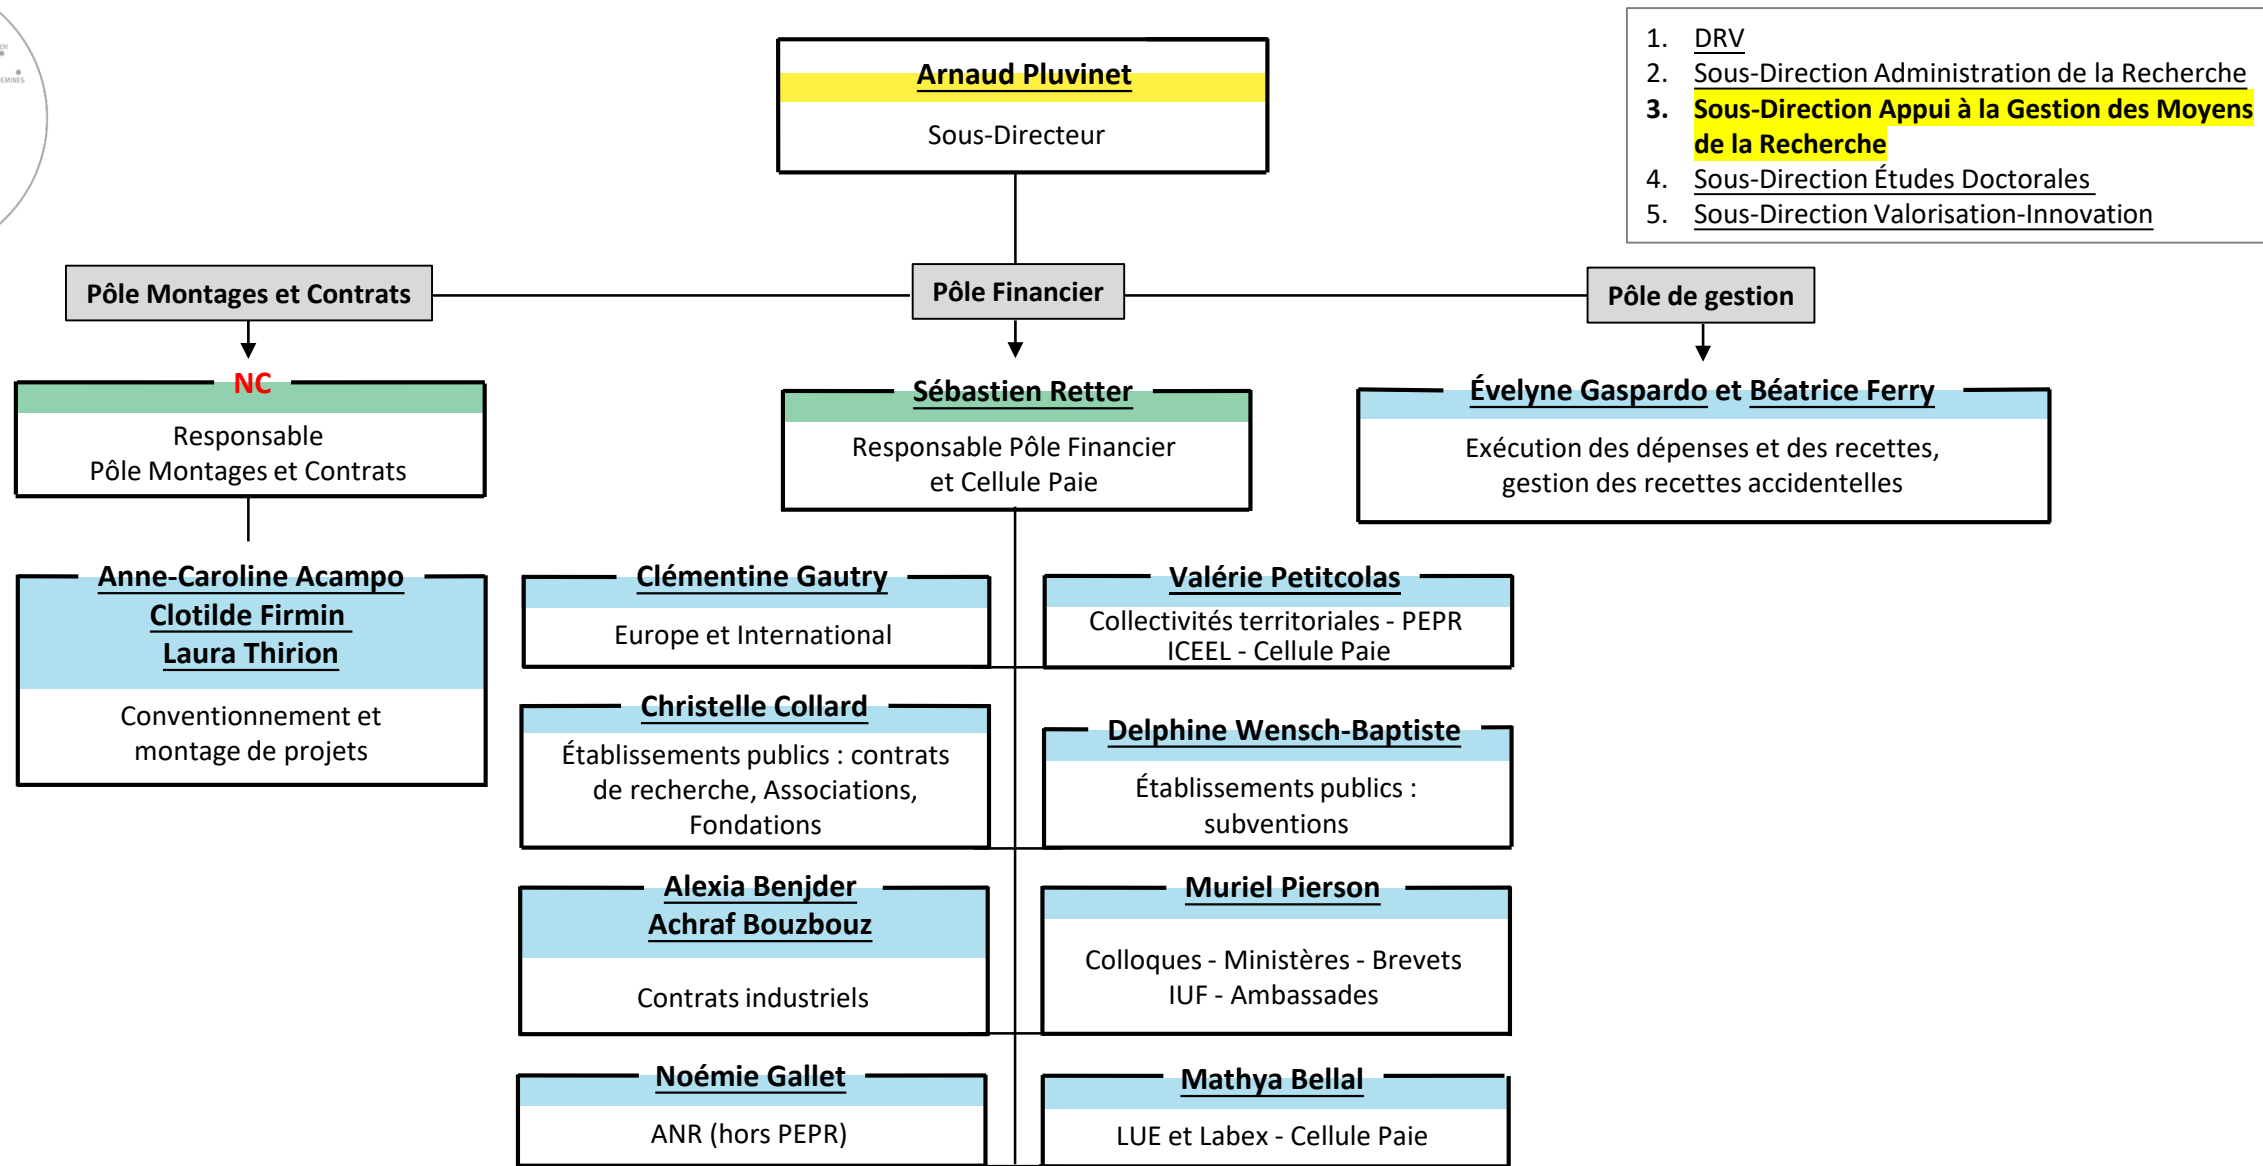 CH
EMINES
Arnaud Pluvinet
Sous-Directeur
1. DRV
2. Sous-Direction Administration de la Recherche
3. Sous-Direction Appui à la Gestion des Moyens
de la Recherche
4. Sous-Direction Études Doctorales
5. Sous-Direction Valorisation-Innovation
Pôle Montages et Contrats
Pôle Financier
Pôle de gestion
NC
Responsable
Pôle Montages et Contrats
Sébastien Retter
Responsable Pôle Financier
et Cellule Paie
Évelyne Gaspardo et Béatrice Ferry
Exécution des dépenses et des recettes,
gestion des recettes accidentelles
Anne-Caroline Acampo
Clotilde Firmin
Laura Thirion
Conventionnement et
montage de projets
Clémentine Gautry
Europe et International
Valérie Petitcolas
Collectivités territoriales - PEPR
ICEEL - Cellule Paie
Christelle Collard
Établissements publics : contrats
de recherche, Associations,
Fondations
Delphine Wensch-Baptiste
Établissements publics :
subventions
Alexia Benjder
Achraf Bouzbouz
Contrats industriels
Muriel Pierson
Colloques - Ministères - Brevets
IUF - Ambassades
Noémie Gallet
ANR (hors PEPR)
Mathya Bellal
LUE et Labex - Cellule Paie